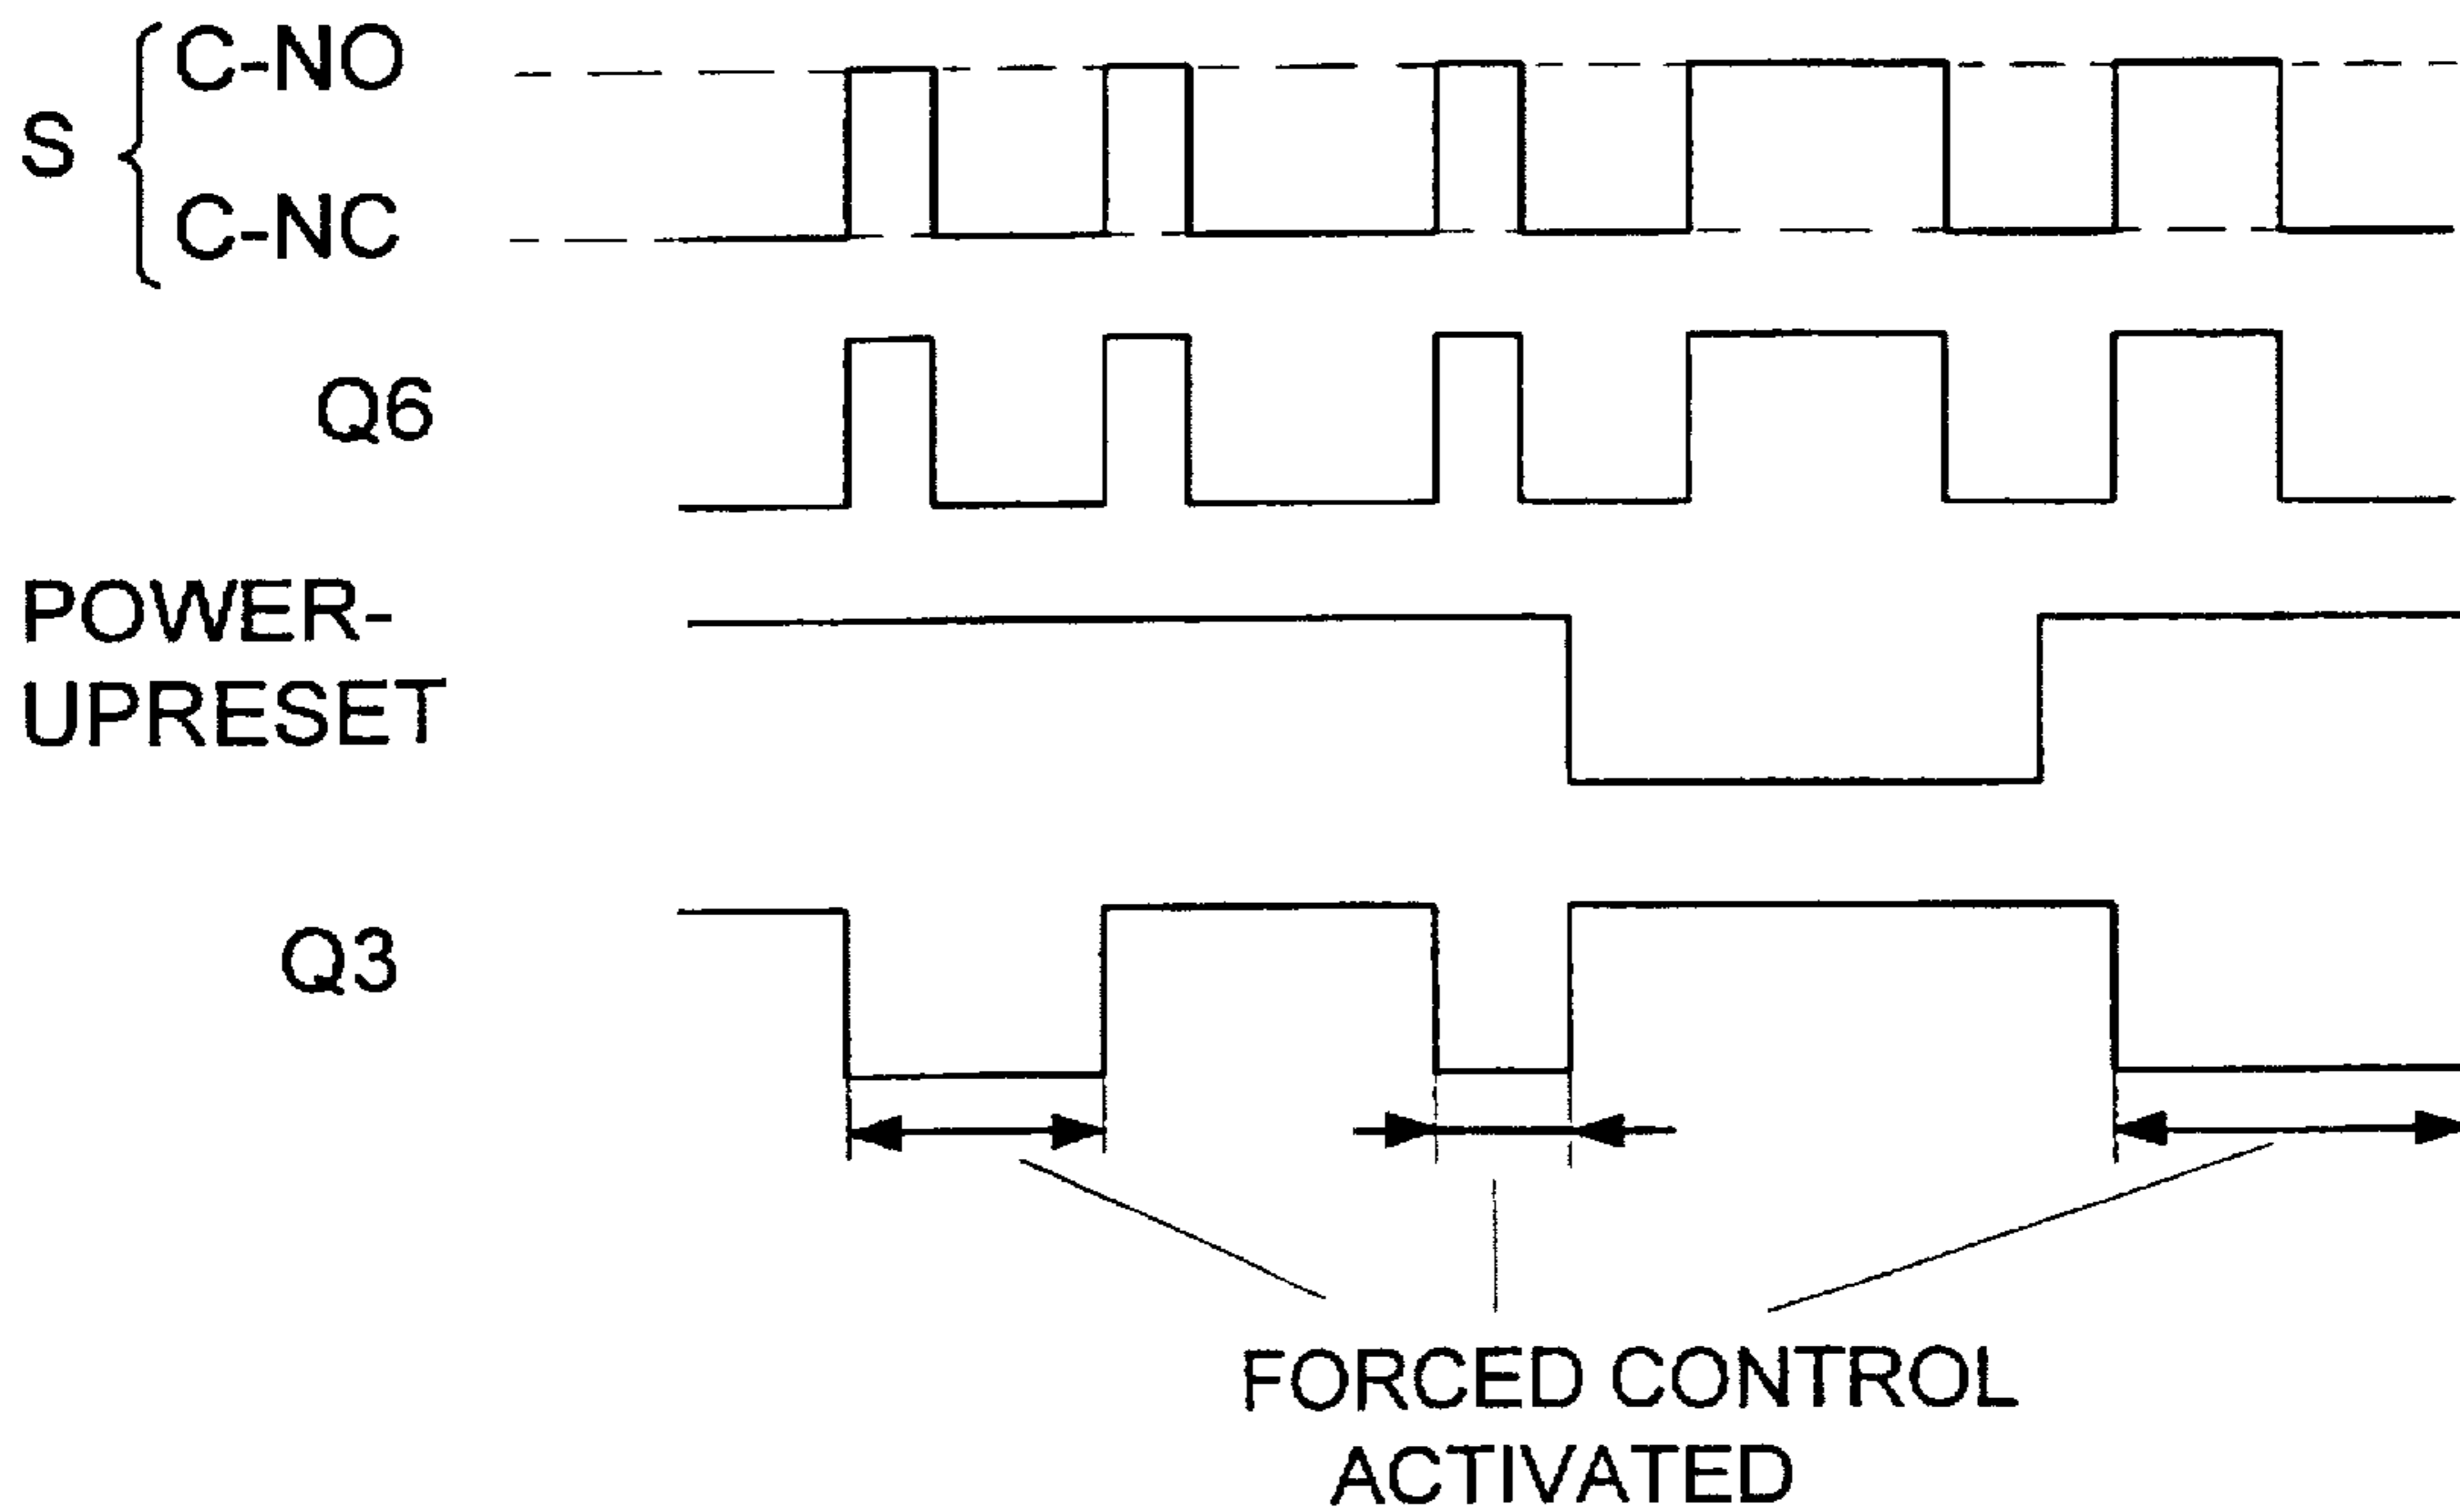 C-NO
S
C-NC
Q6
POWER-
UPRESET
Q3
FORCED CONTROL
ACTIVATED